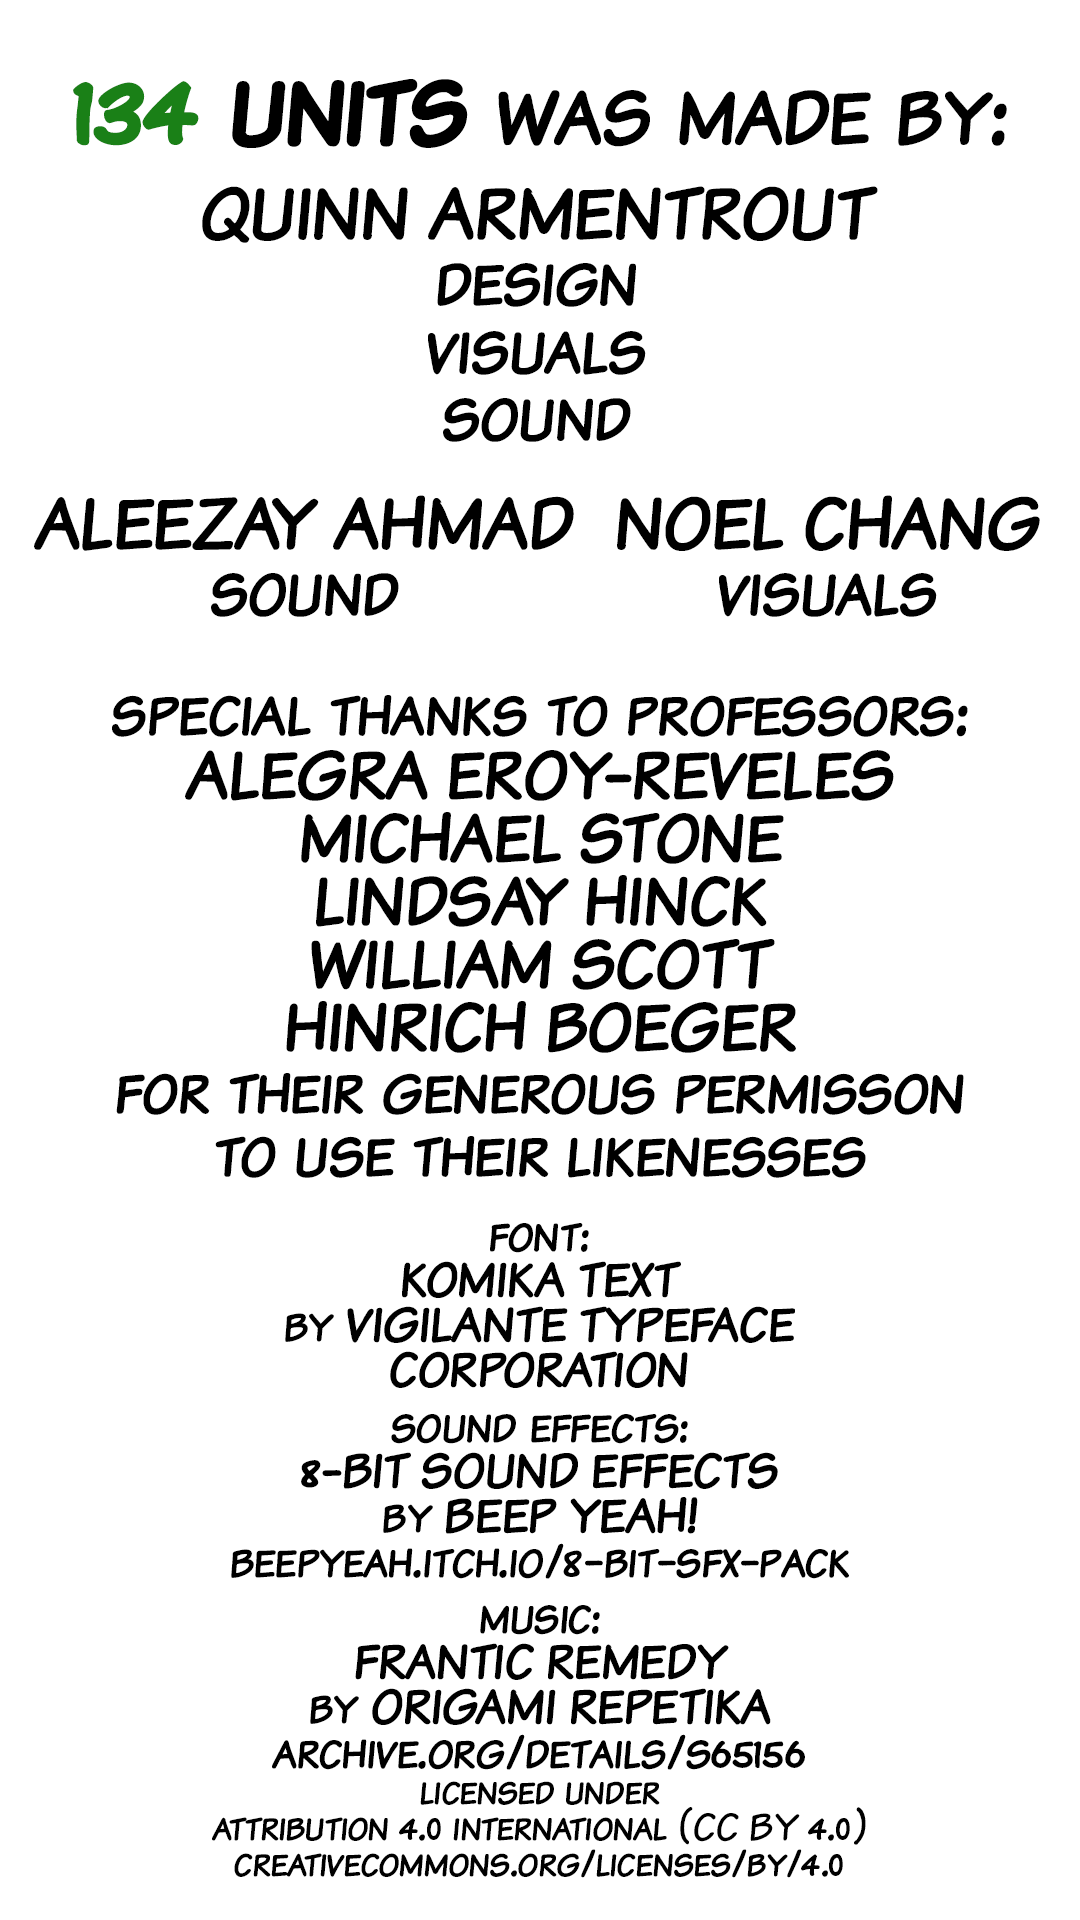 134 UNITS WAS MADE BY:
QUINN ARMENTROUT
DESIGN
VISUALS
SOUND
ALEEZAY AHMAD NOEL CHANG
SOUND VISUALS
SPECIAL THANKS TO PROFESSORS:
ALEGRA EROY-REVELES
MICHAEL STONE
LINDSAY HINCK
WILLIAM SCOTT
HINRICH BOEGER
FOR THEIR GENEROUS PERMISSON
TO USE THEIR LIKENESSES
FONT:
KOMIKA TEXT
BY VIGILANTE TYPEFACE
CORPORATION
SOUND EFFECTS:
8-BIT SOUND EFFECTS
BY BEEP YEAH!
BEEPYEAH.ITCH.IO/8-BIT-SFX-PACK
MUSIC:
FRANTIC REMEDY
BY ORIGAMI REPETIKA
ARCHIVE.ORG/DETAILS/S65156
LICENSED UNDER
ATTRIBUTION 4.0 INTERNATIONAL (CC BY 4.0)
CREATIVECOMMONS.ORG/LICENSES/BY/4.0